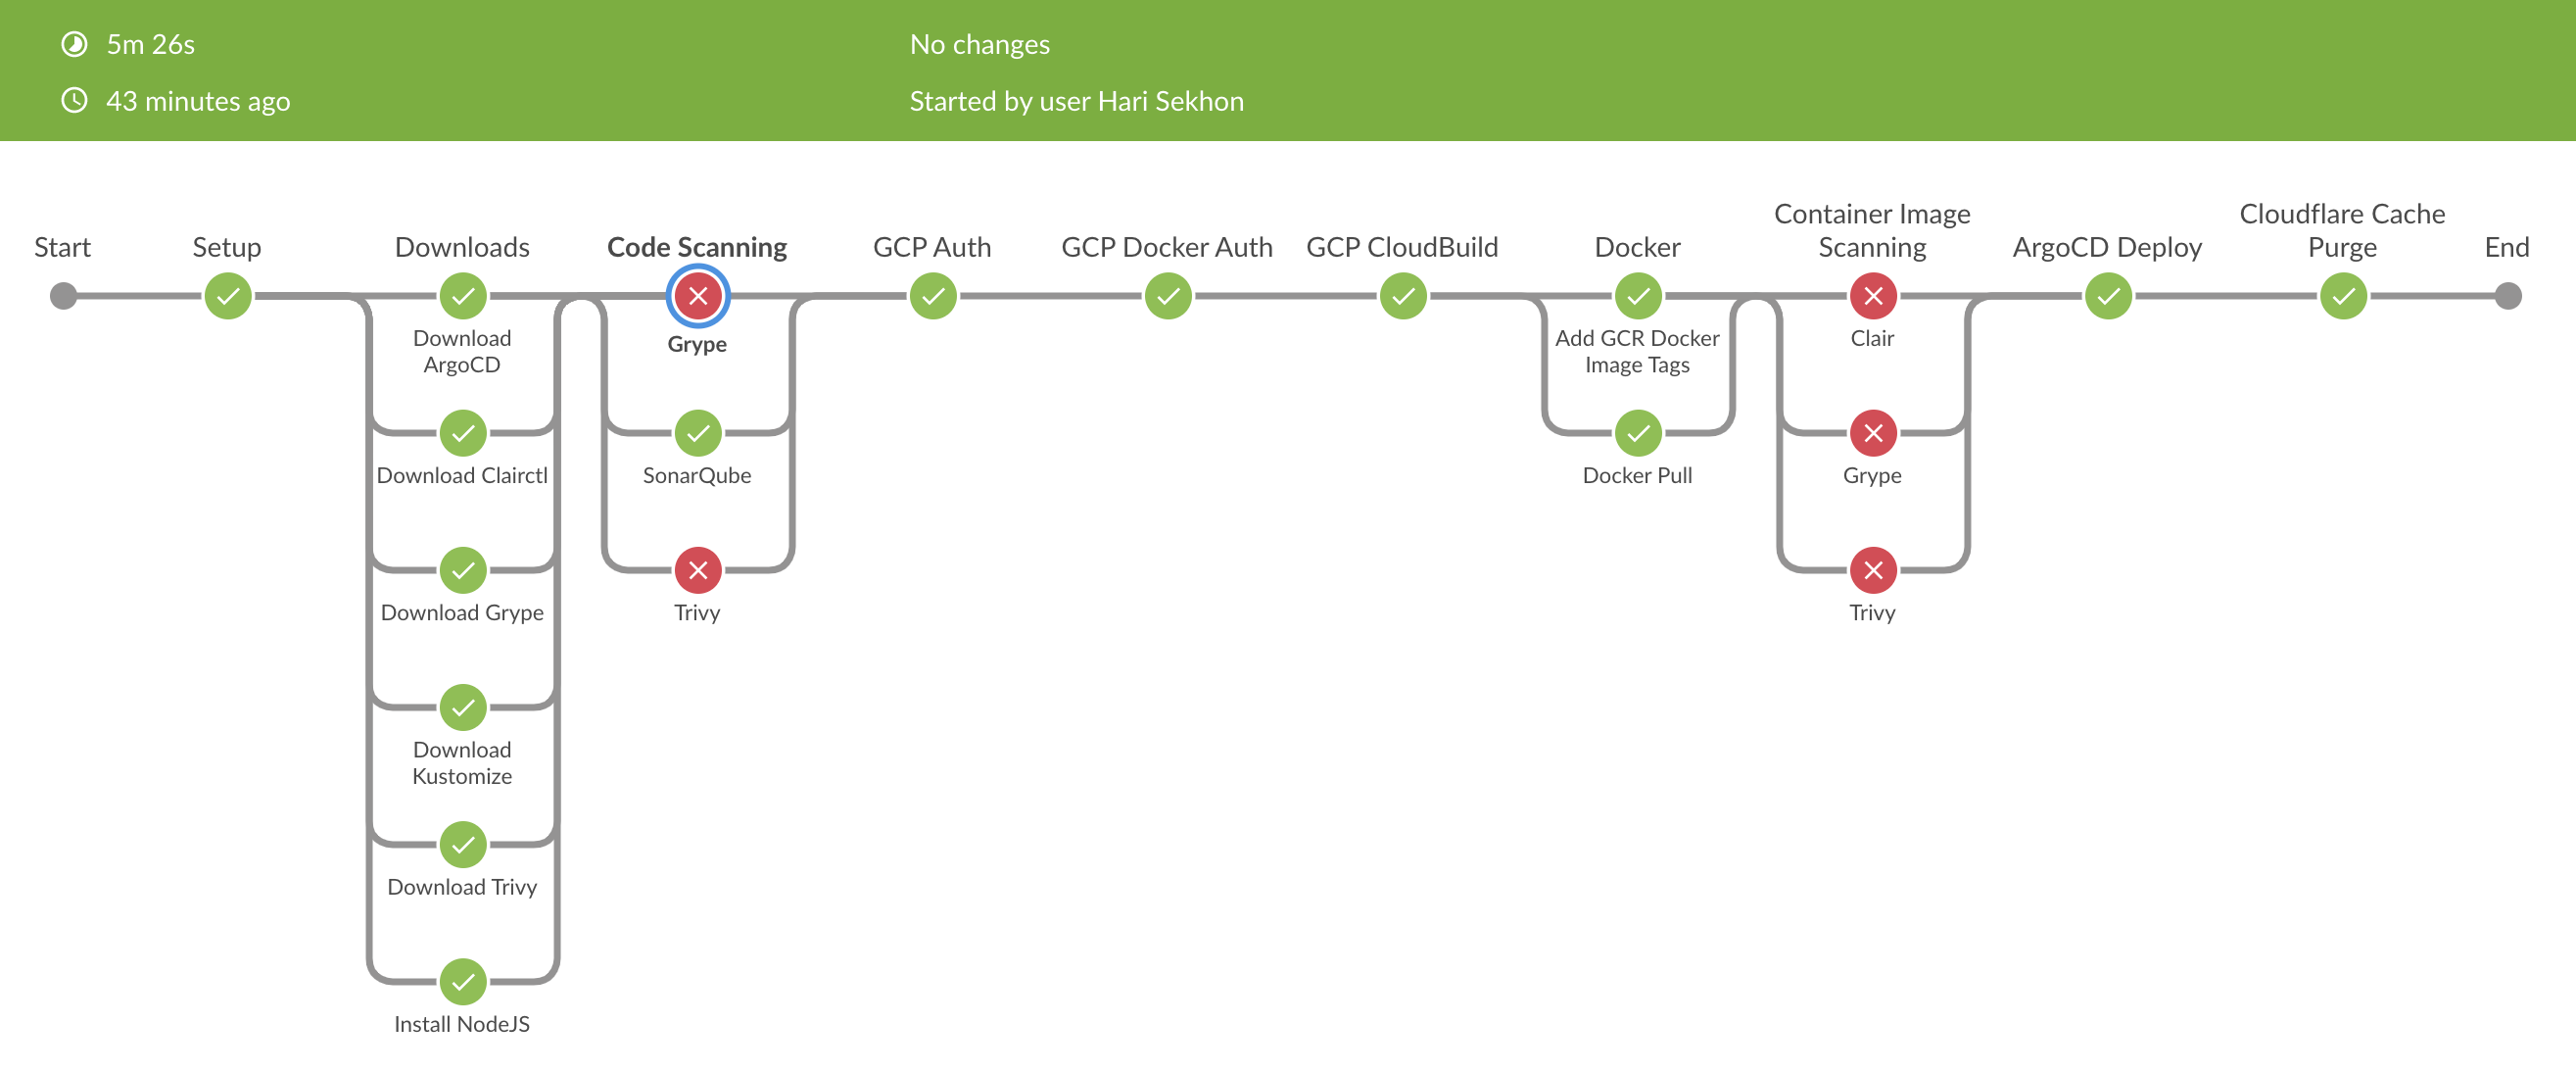 5m 26s
No changes
43 minutes ago
Started by user Hari Sekhon
Start
Setup
Downloads
Code Scanning
GCP Auth
GCP Docker Auth
GCP CloudBuild
Docker
Container Image
Scanning
ArgoCD Deploy
Cloudflare Cache
Purge
End
Download
ArgoCD
Download Clairctl
Download Grype
Download
Kustomize
Download Trivy
Install NodeJS
Grype
SonarQube
Trivy
Add GCR Docker
Image Tags
Docker Pull
Clair
Grype
Trivy